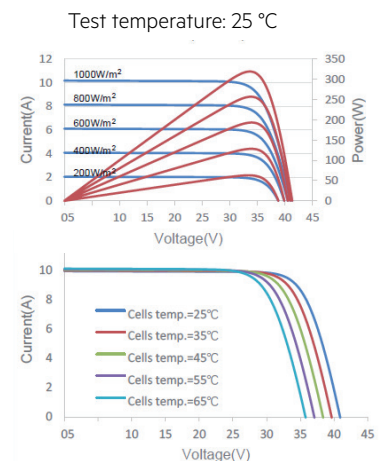 Test temperature: 25 °C
Current(A)
12
10
8
6
4
2
0
1000W/m²
800W/m²
600W/m²
400W/m²
200W/m²
350
300
250
200
150
100
50
0
Power(W)
05 10 15 20 25 30 35 40 45
Voltage(V)
Current(A)
10
8
6
4
2
0
Cells temp.=25℃
Cells temp.=35℃
Cells temp.=45℃
Cells temp.=55℃
Cells temp.=65℃
05 10 15 20 25 30 35 40 45
Voltage(V)